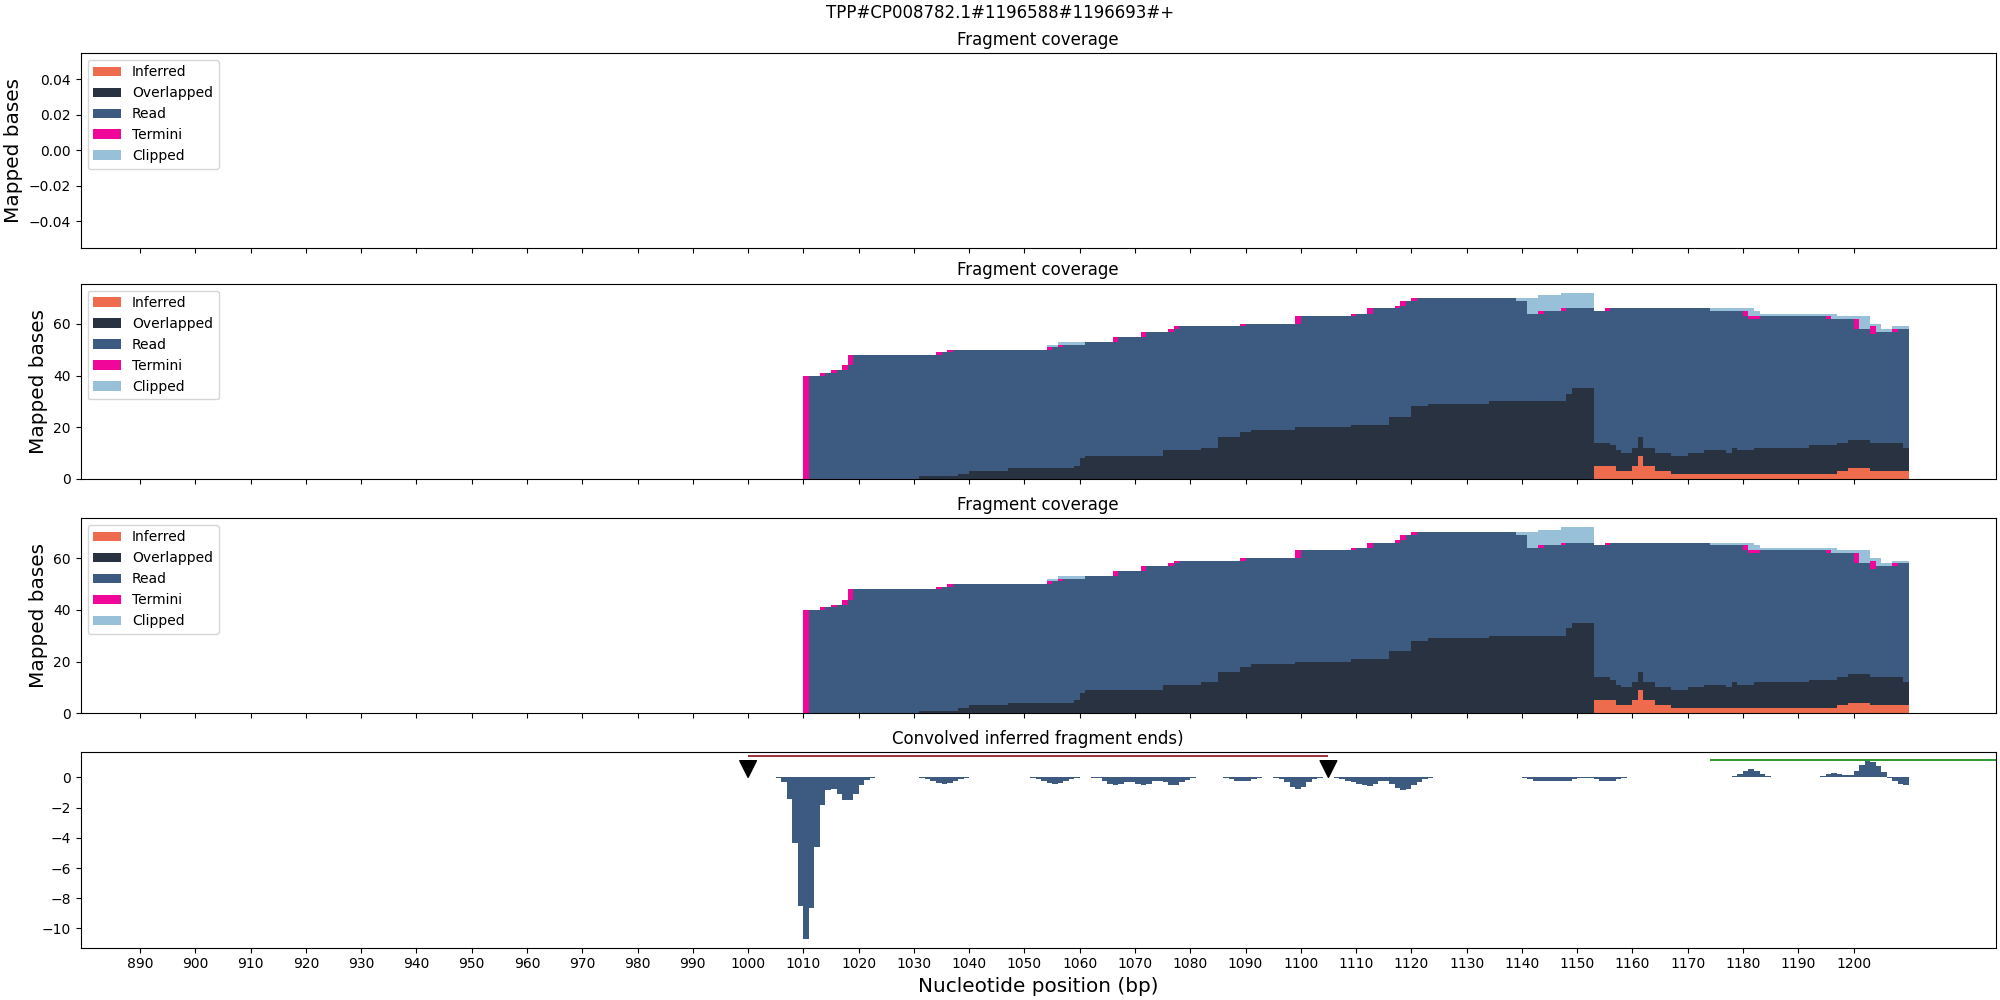 TPP#CP008782.1#1196588#1196693#+
Fragment coverage
Mapped bases
0.04
0.02
0.00
−0.02
−0.04
Inferred
Overlapped
Read
Termini
Clipped
Fragment coverage
Mapped bases
60
40
20
0
Inferred
Overlapped
Read
Termini
Clipped
Fragment coverage
Mapped bases
60
40
20
0
Inferred
Overlapped
Read
Termini
Clipped
Convolved inferred fragment ends)
0
−2
−4
−6
−8
−10
890 900 910 920 930 940 950 960 970 980 990 1000 1010 1020 1030 1040 1050 1060 1070 1080 1090 1100 1110 1120 1130 1140 1150 1160 1170 1180 1190 1200
Nucleotide position (bp)